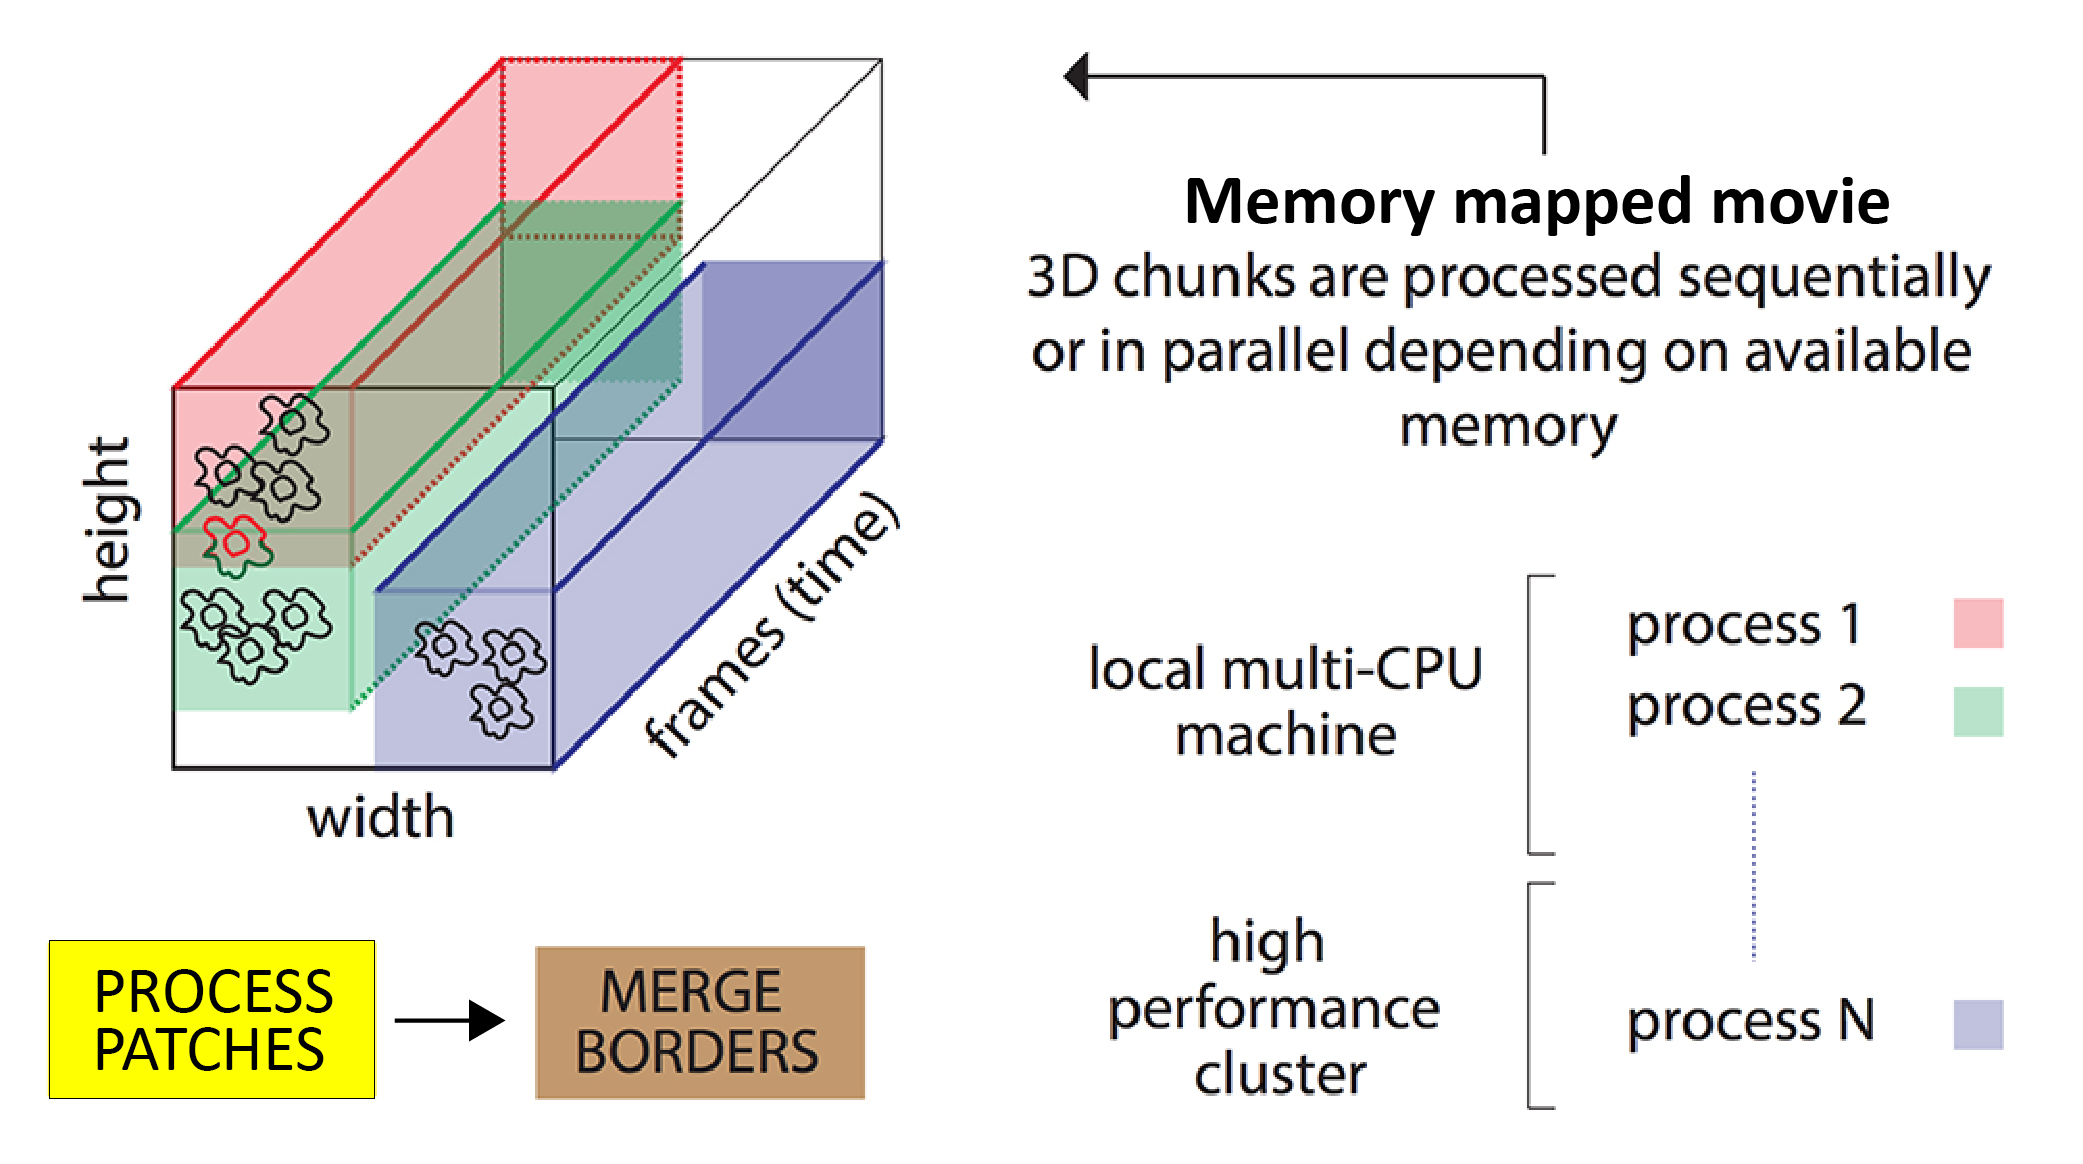 Memory mapped movie
3D chunks are processed sequentially
or in parallel depending on available
memory
height
width
frames (time)
local multi-CPU
machine
process 1
process 2
high
performance
cluster
process N
PROCESS
PATCHES
MERGE
BORDERS